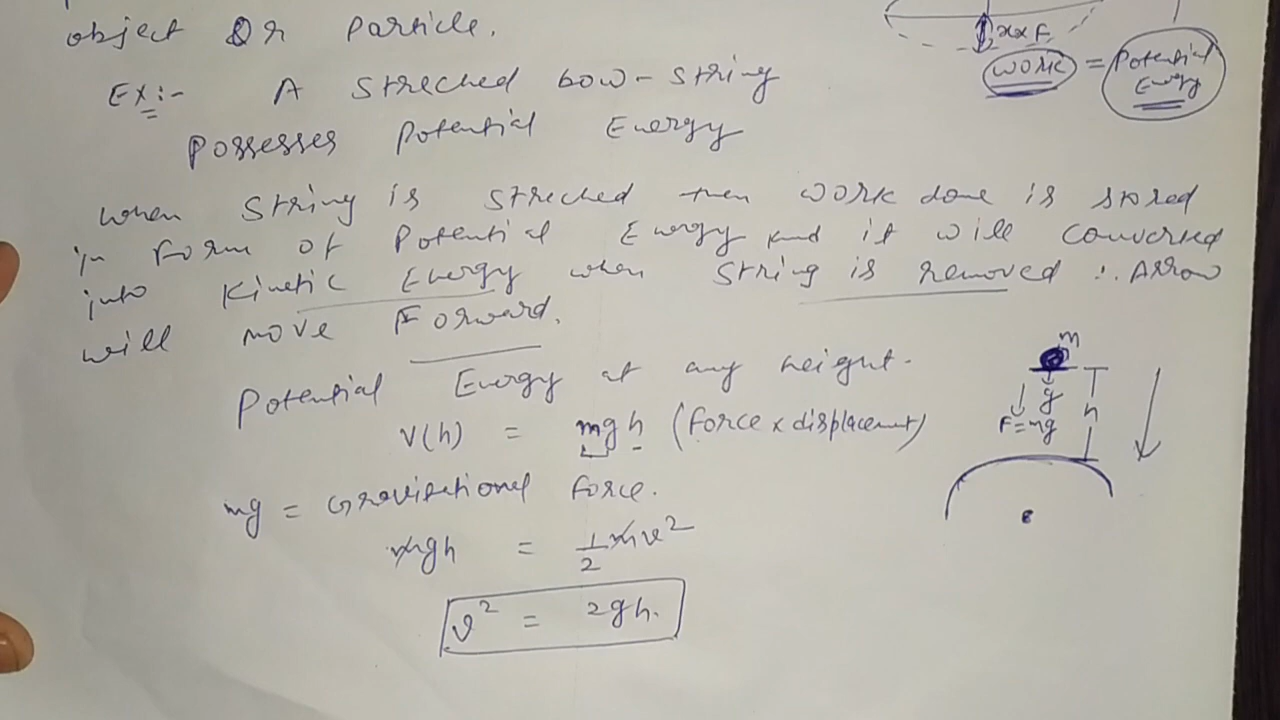 object Or Particle.
x x F
work = Potential Energy
Ex:- A streched bow-string
Possesses Potential Energy
when string is streched then work done is stored
in form of Potential Energy and it will converted
into Kinetic Energy when string is removed ∴ Arrow
will move Forward.
Potential Energy at any height.
V(h) = mgh (Force x displacement)
mg = Gravitational force.
mgh = 1/2 mv²
v² = 2gh.
m
g
F=mg
h
e